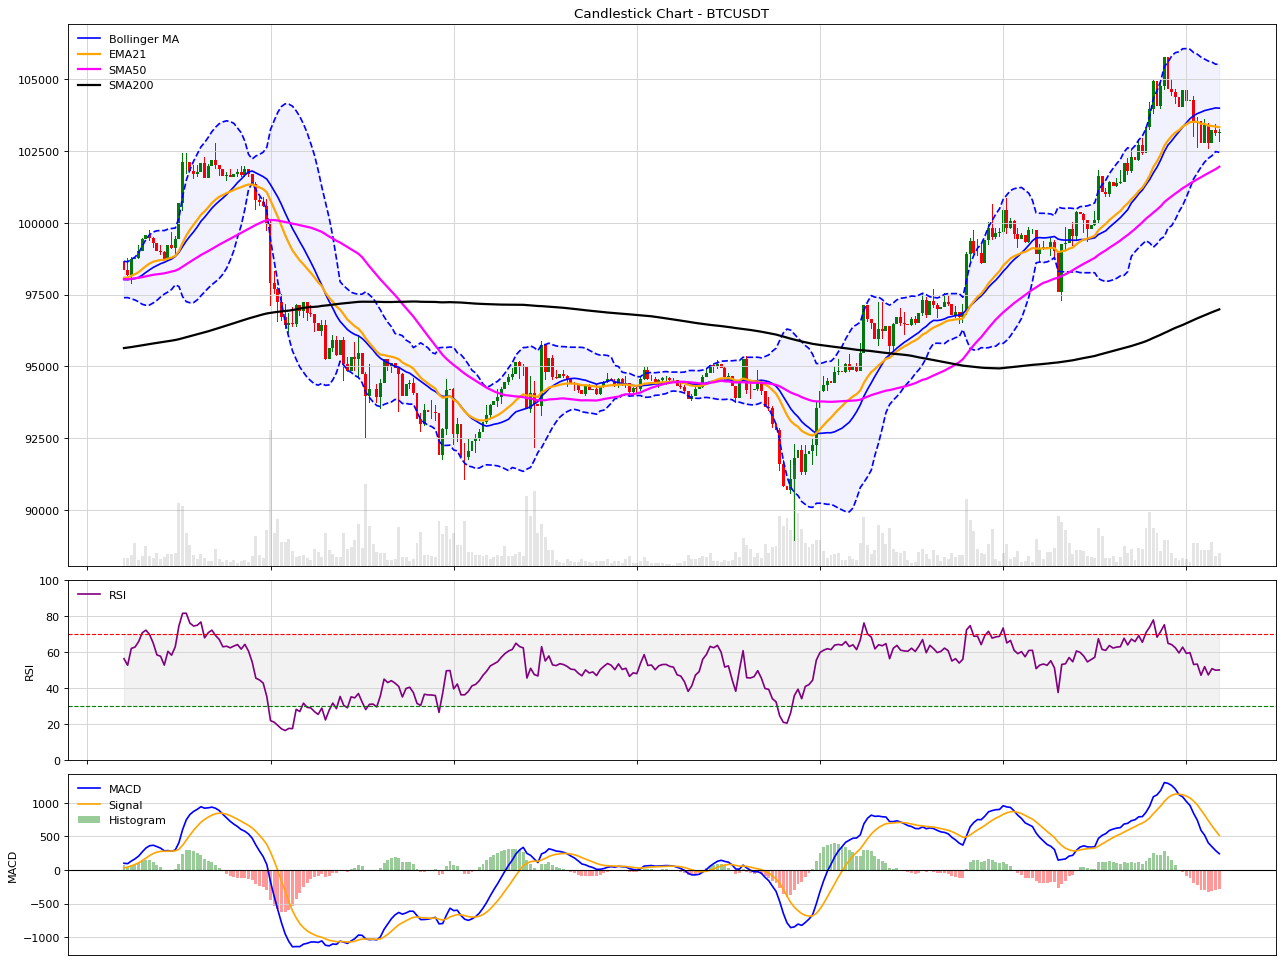 Candlestick Chart - BTCUSDT
Bollinger MA
EMA21
SMA50
SMA200
105000
102500
100000
97500
95000
92500
90000
RSI
100
80
60
40
20
0
RSI
MACD
Signal
Histogram
1000
500
0
−500
−1000
MACD